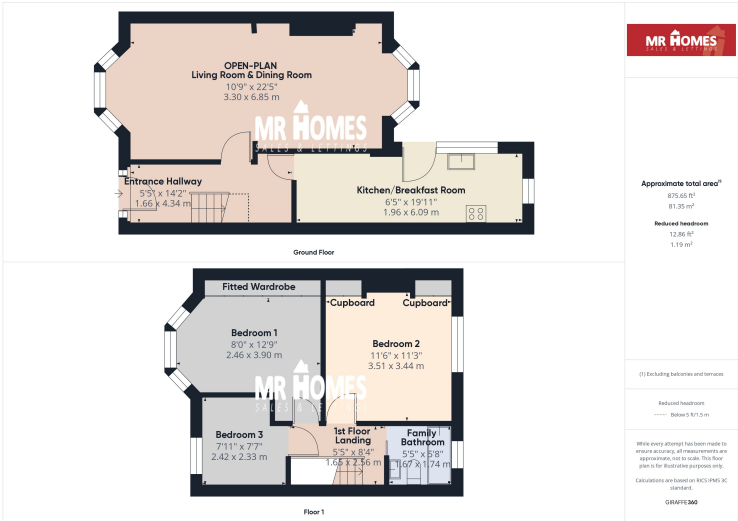 OPEN-PLAN
Living Room & Dining Room
10'9" x 22'5"
3.30 x 6.85 m
MR HOMES
SALES & LETTINGS
Entrance Hallway
5'5" x 14'2"
1.66 x 4.34 m
Kitchen/Breakfast Room
6'5" x 19'11"
1.96 x 6.09 m
Ground Floor
Fitted Wardrobe
Cupboard
Cupboard
Bedroom 1
8'0" x 12'9"
2.46 x 3.90 m
Bedroom 2
11'6" x 11'3"
3.51 x 3.44 m
MR HOMES
SALES & LETTINGS
Bedroom 3
7'11" x 7'7"
2.42 x 2.33 m
1st Floor
Landing
5'5" x 8'4"
1.65 x 2.56 m
Family
Bathroom
5'5" x 5'8"
1.67 x 1.74 m
Floor 1
MR HOMES
SALES & LETTINGS
Approximate total area(1)
875.65 ft²
81.35 m²
Reduced headroom
12.86 ft²
1.19 m²
(1) Excluding balconies and terraces
Reduced headroom
Below 5 ft/1.5 m
While every attempt has been made to
ensure accuracy, all measurements are
approximate, not to scale. This floor
plan is for illustrative purposes only.
Calculations are based on RICS IPMS 3C
standard.
GIRAFFE360